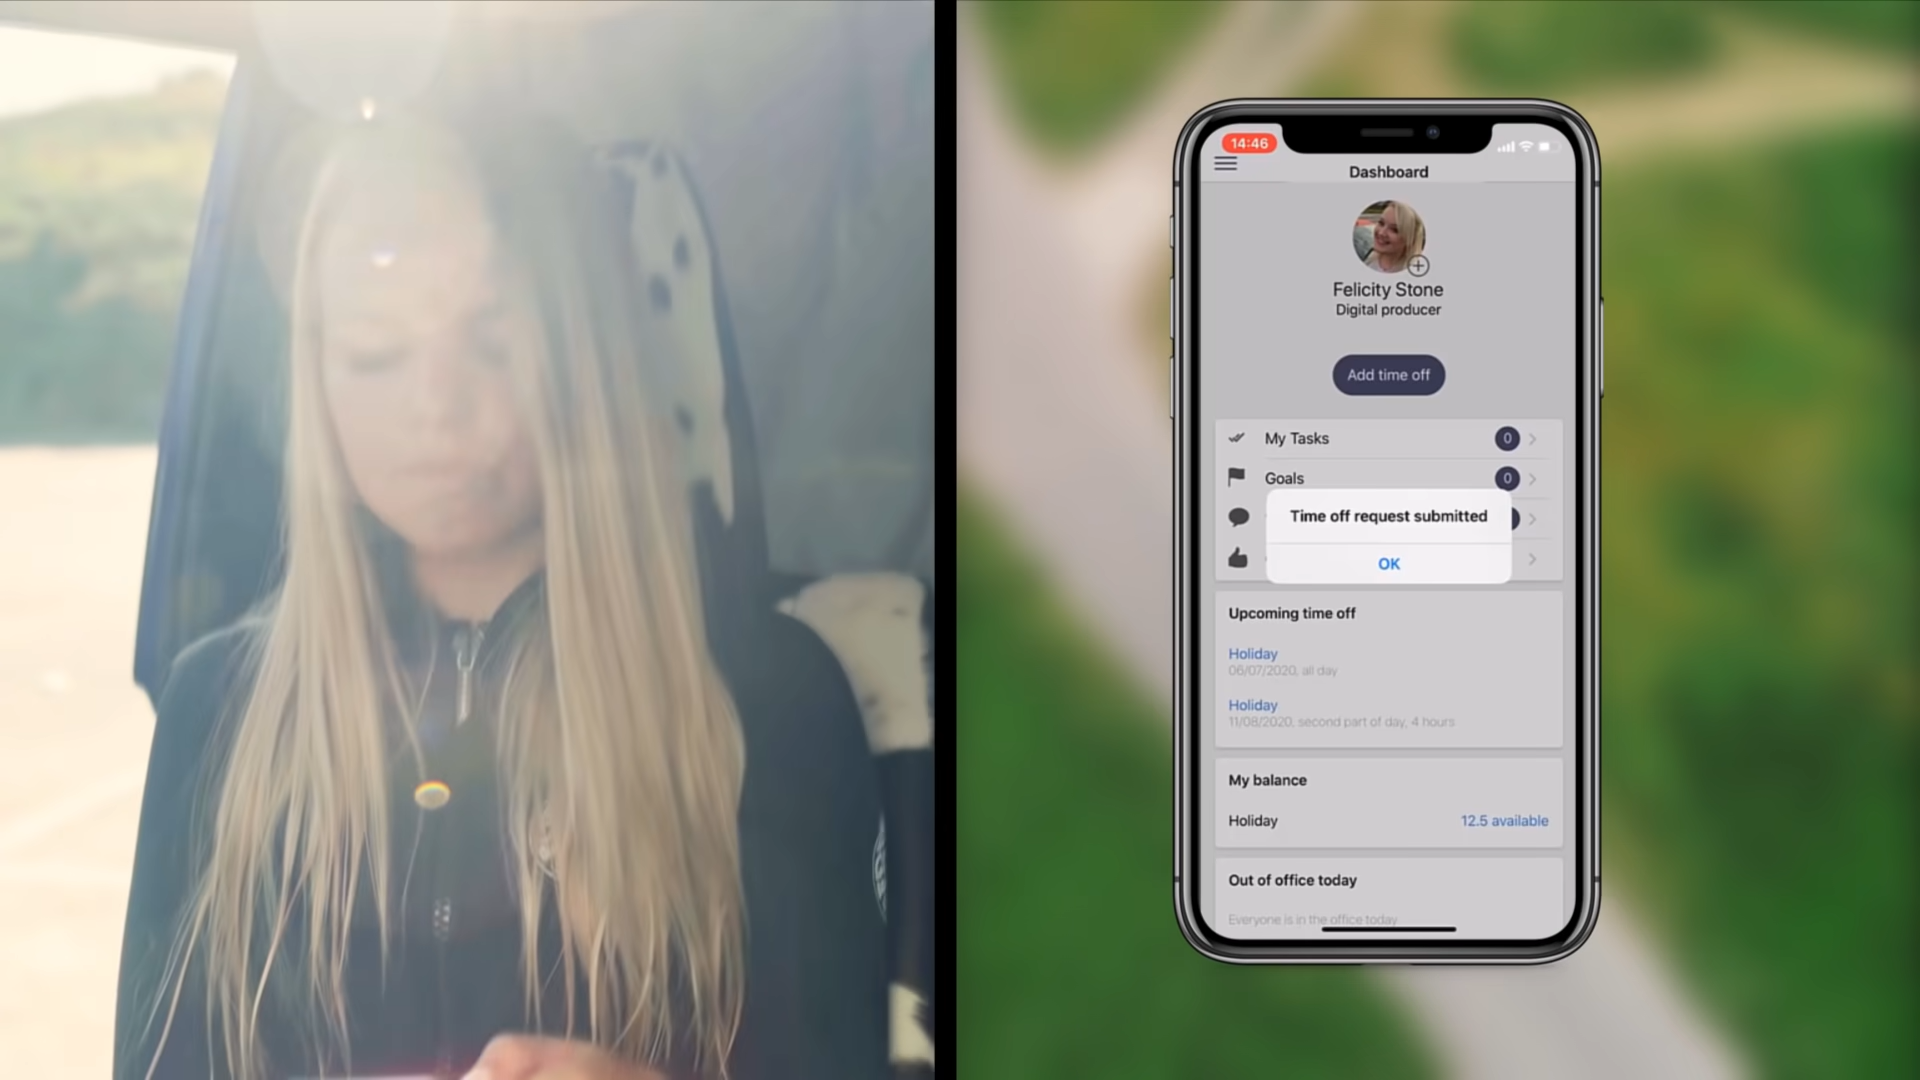 14:46
Dashboard
Felicity Stone
Digital producer
Add time off
My Tasks
0
Goals
0
Time off request submitted
OK
Upcoming time off
Holiday
06/07/2020, all day
Holiday
11/08/2020, second part of day, 4 hours
My balance
Holiday
12.5 available
Out of office today
Everyone is in the office today